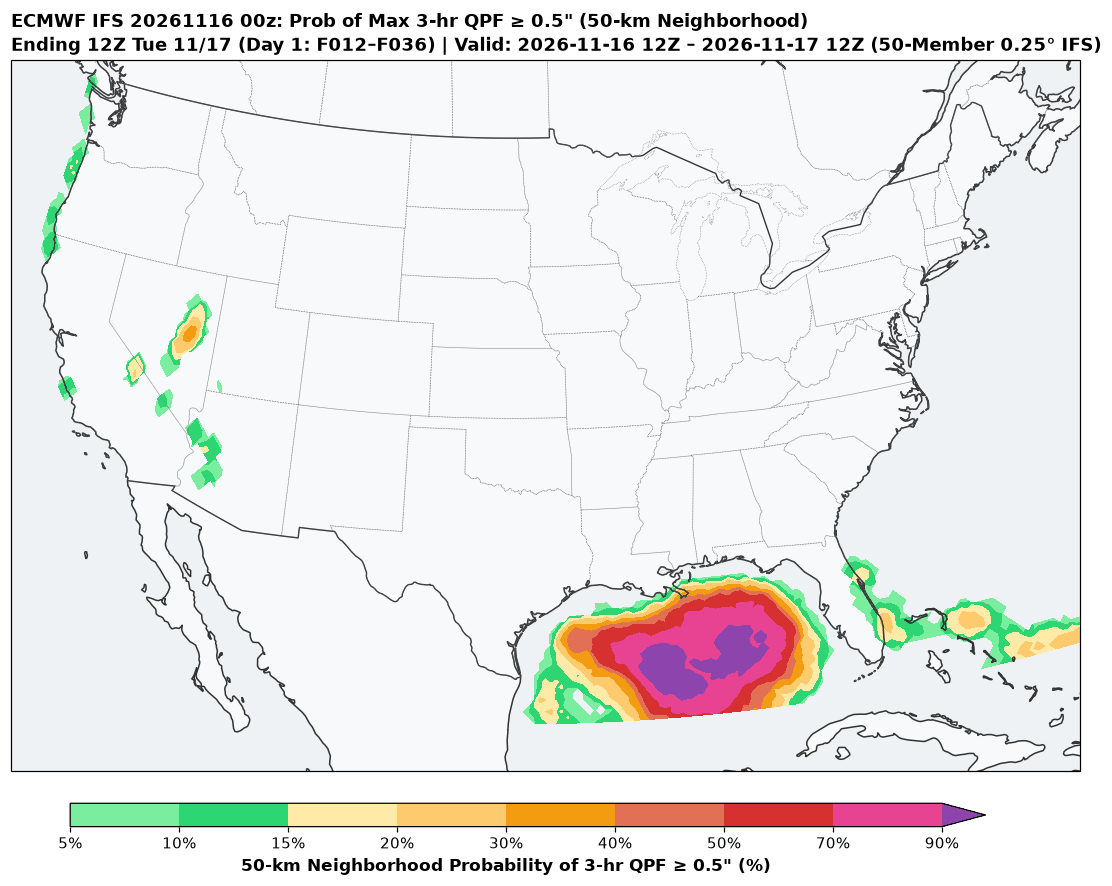 ECMWF IFS 20261116 00z: Prob of Max 3-hr QPF ≥ 0.5" (50-km Neighborhood)
Ending 12Z Tue 11/17 (Day 1: F012–F036) | Valid: 2026-11-16 12Z – 2026-11-17 12Z (50-Member 0.25° IFS)
5% 10% 15% 20% 30% 40% 50% 70% 90%
50-km Neighborhood Probability of 3-hr QPF ≥ 0.5" (%)